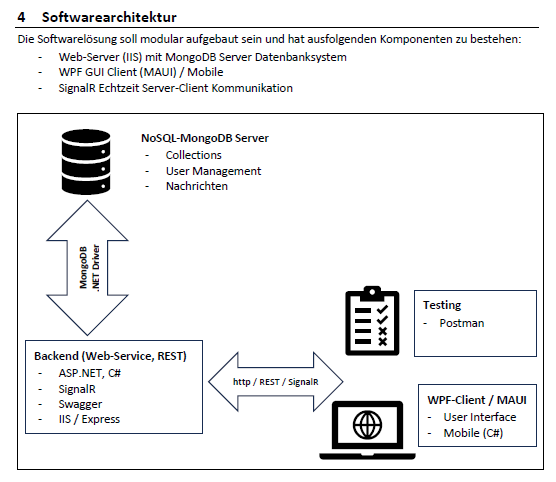 4 Softwarearchitektur
Die Softwarelösung soll modular aufgebaut sein und hat ausfolgenden Komponenten zu bestehen:
- Web-Server (IIS) mit MongoDB Server Datenbanksystem
- WPF GUI Client (MAUI) / Mobile
- SignalR Echtzeit Server-Client Kommunikation
NoSQL-MongoDB Server
- Collections
- User Management
- Nachrichten
MongoDB
.NET Driver
Backend (Web-Service, REST)
- ASP.NET, C#
- SignalR
- Swagger
- IIS / Express
http / REST / SignalR
Testing
- Postman
WPF-Client / MAUI
- User Interface
- Mobile (C#)